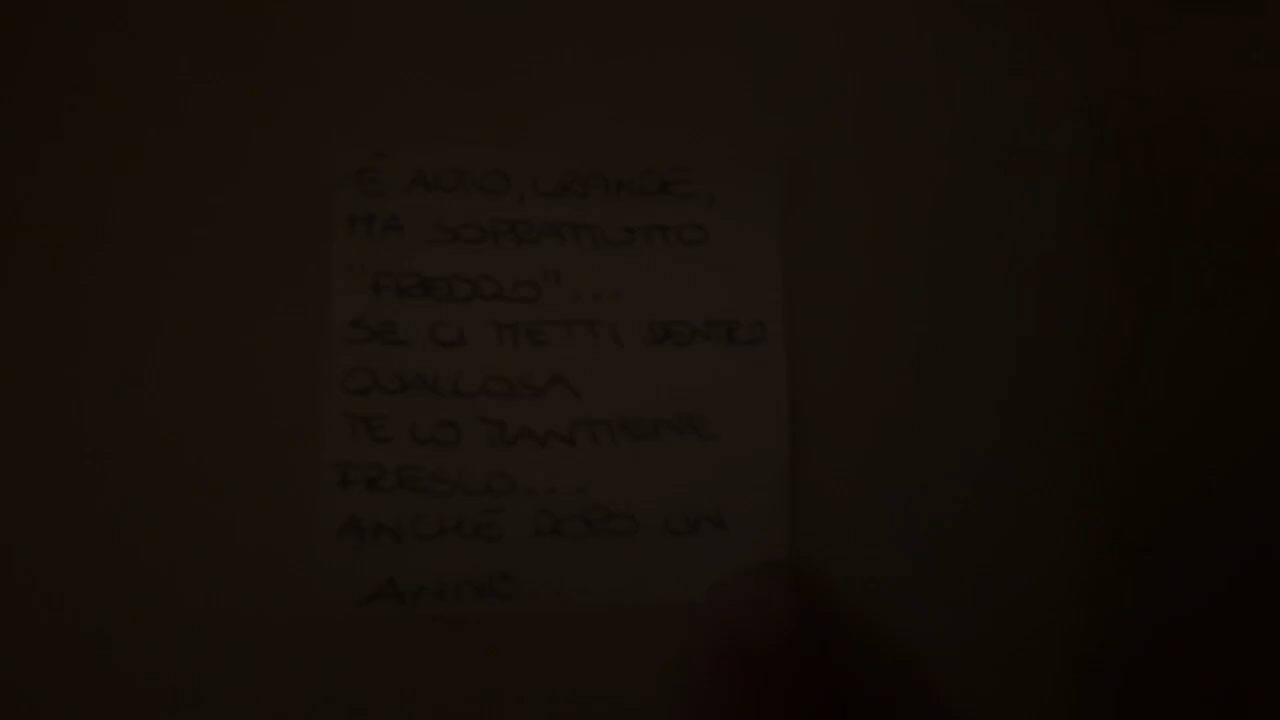 È ALTO, GRANDE,
MA SOPRATTUTTO
"FREDDO"...
SE CI METTI DENTRO
QUALCOSA
TE LO MANTIENE
FRESCO...
ANCHE DOPO UN
ANNO....